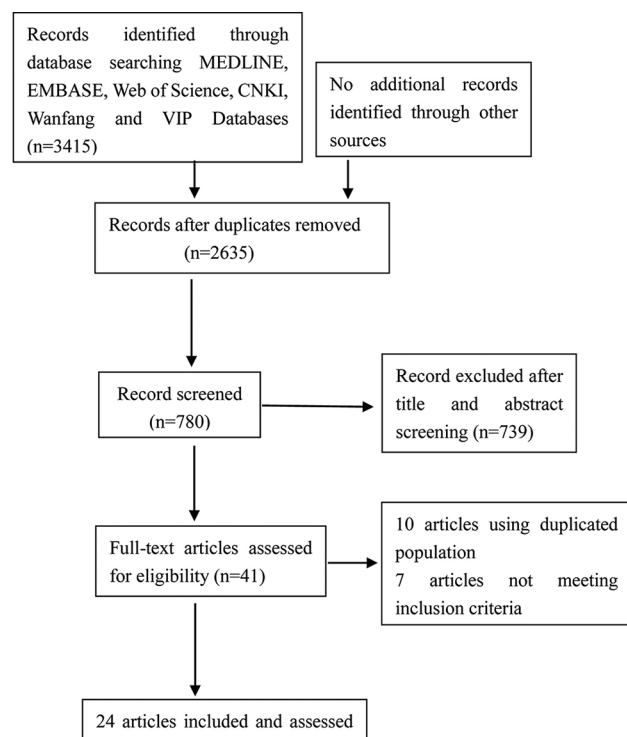 Records identified through
database searching MEDLINE,
EMBASE, Web of Science, CNKI,
Wanfang and VIP Databases
(n=3415)
No additional records
identified through other
sources
Records after duplicates removed
(n=2635)
Record screened
(n=780)
Record excluded after
title and abstract
screening (n=739)
Full-text articles assessed
for eligibility (n=41)
10 articles using duplicated
population
7 articles not meeting
inclusion criteria
24 articles included and assessed